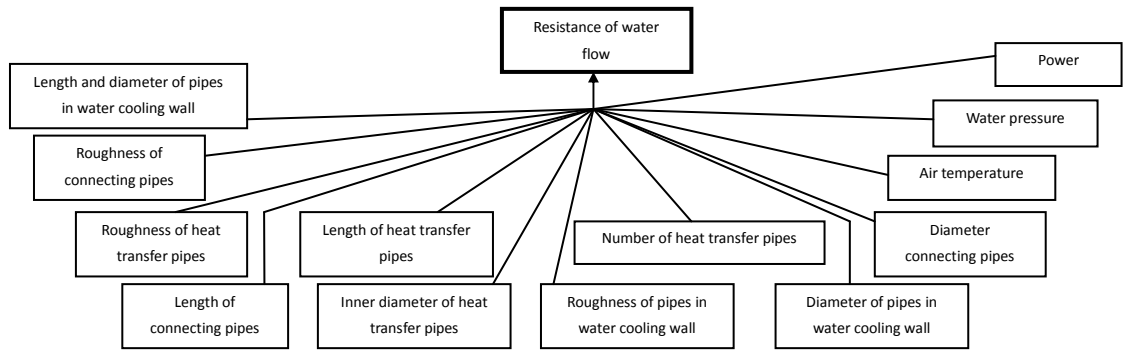 Resistance of water
flow
Power
Length and diameter of pipes
in water cooling wall
Water pressure
Roughness of
connecting pipes
Air temperature
Roughness of heat
transfer pipes
Length of heat transfer
pipes
Number of heat transfer pipes
Diameter
connecting pipes
Length of
connecting pipes
Inner diameter of heat
transfer pipes
Roughness of pipes in
water cooling wall
Diameter of pipes in
water cooling wall